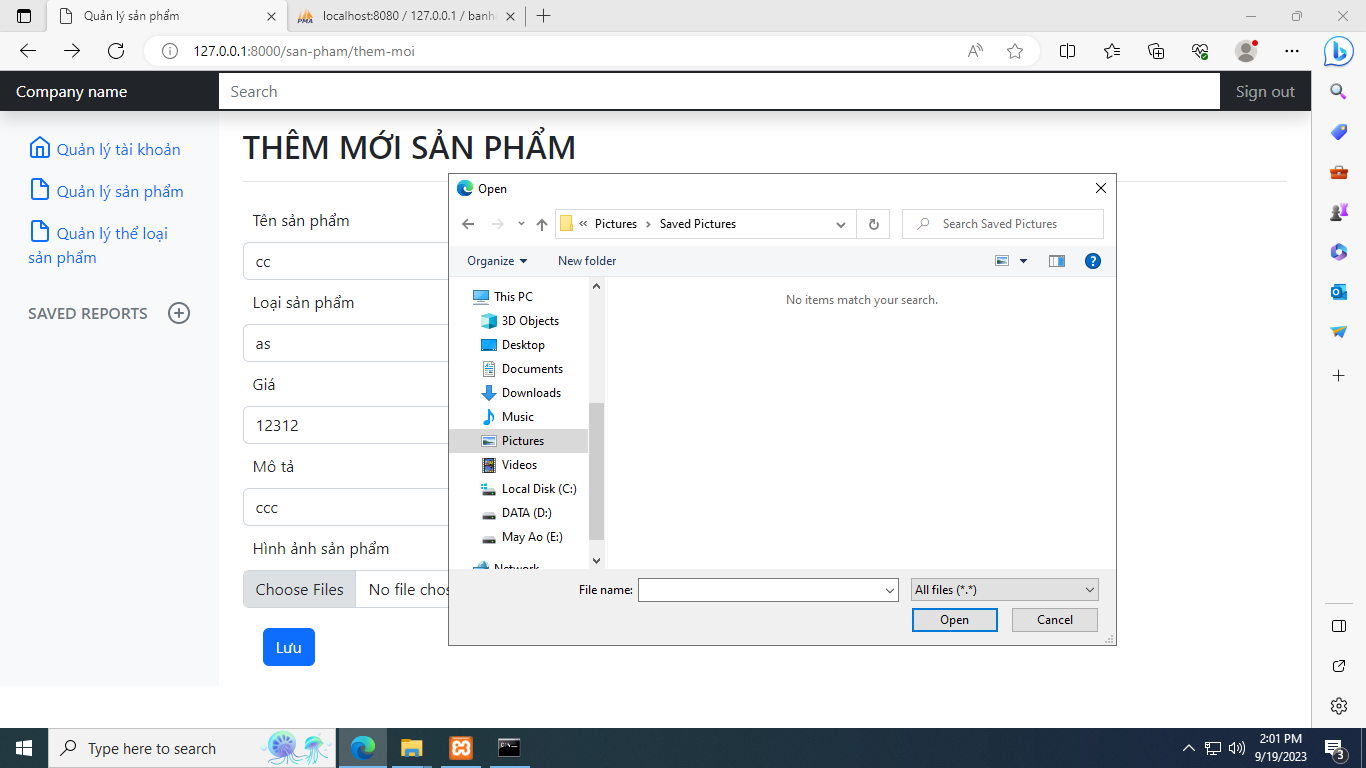 Quản lý sản phẩm
localhost:8080 / 127.0.0.1 / banh
127.0.0.1:8000/san-pham/them-moi
Company name
Search
Sign out
Quản lý tài khoản
Quản lý sản phẩm
Quản lý thể loại
sản phẩm
SAVED REPORTS
THÊM MỚI SẢN PHẨM
Tên sản phẩm
cc
Loại sản phẩm
as
Giá
12312
Mô tả
ccc
Hình ảnh sản phẩm
Choose Files
No file chos
Lưu
Open
« Pictures › Saved Pictures
Search Saved Pictures
Organize
New folder
This PC
3D Objects
Desktop
Documents
Downloads
Music
Pictures
Videos
Local Disk (C:)
DATA (D:)
May Ao (E:)
Network
No items match your search.
File name:
All files (*.*)
Open
Cancel
Type here to search
2:01 PM
9/19/2023
3